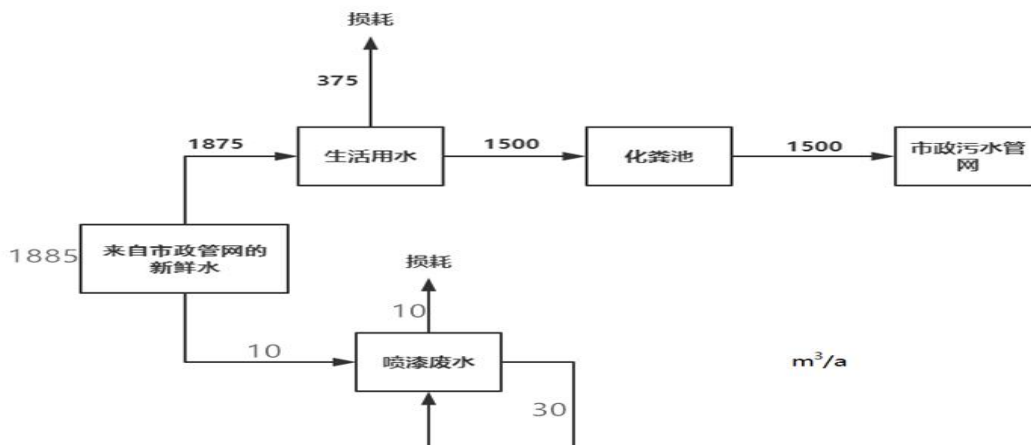 损耗
375
1875
生活用水
1500
化粪池
1500
市政污水管
网
1885
来自市政管网的
新鲜水
损耗
10
10
喷漆废水
m³/a
30